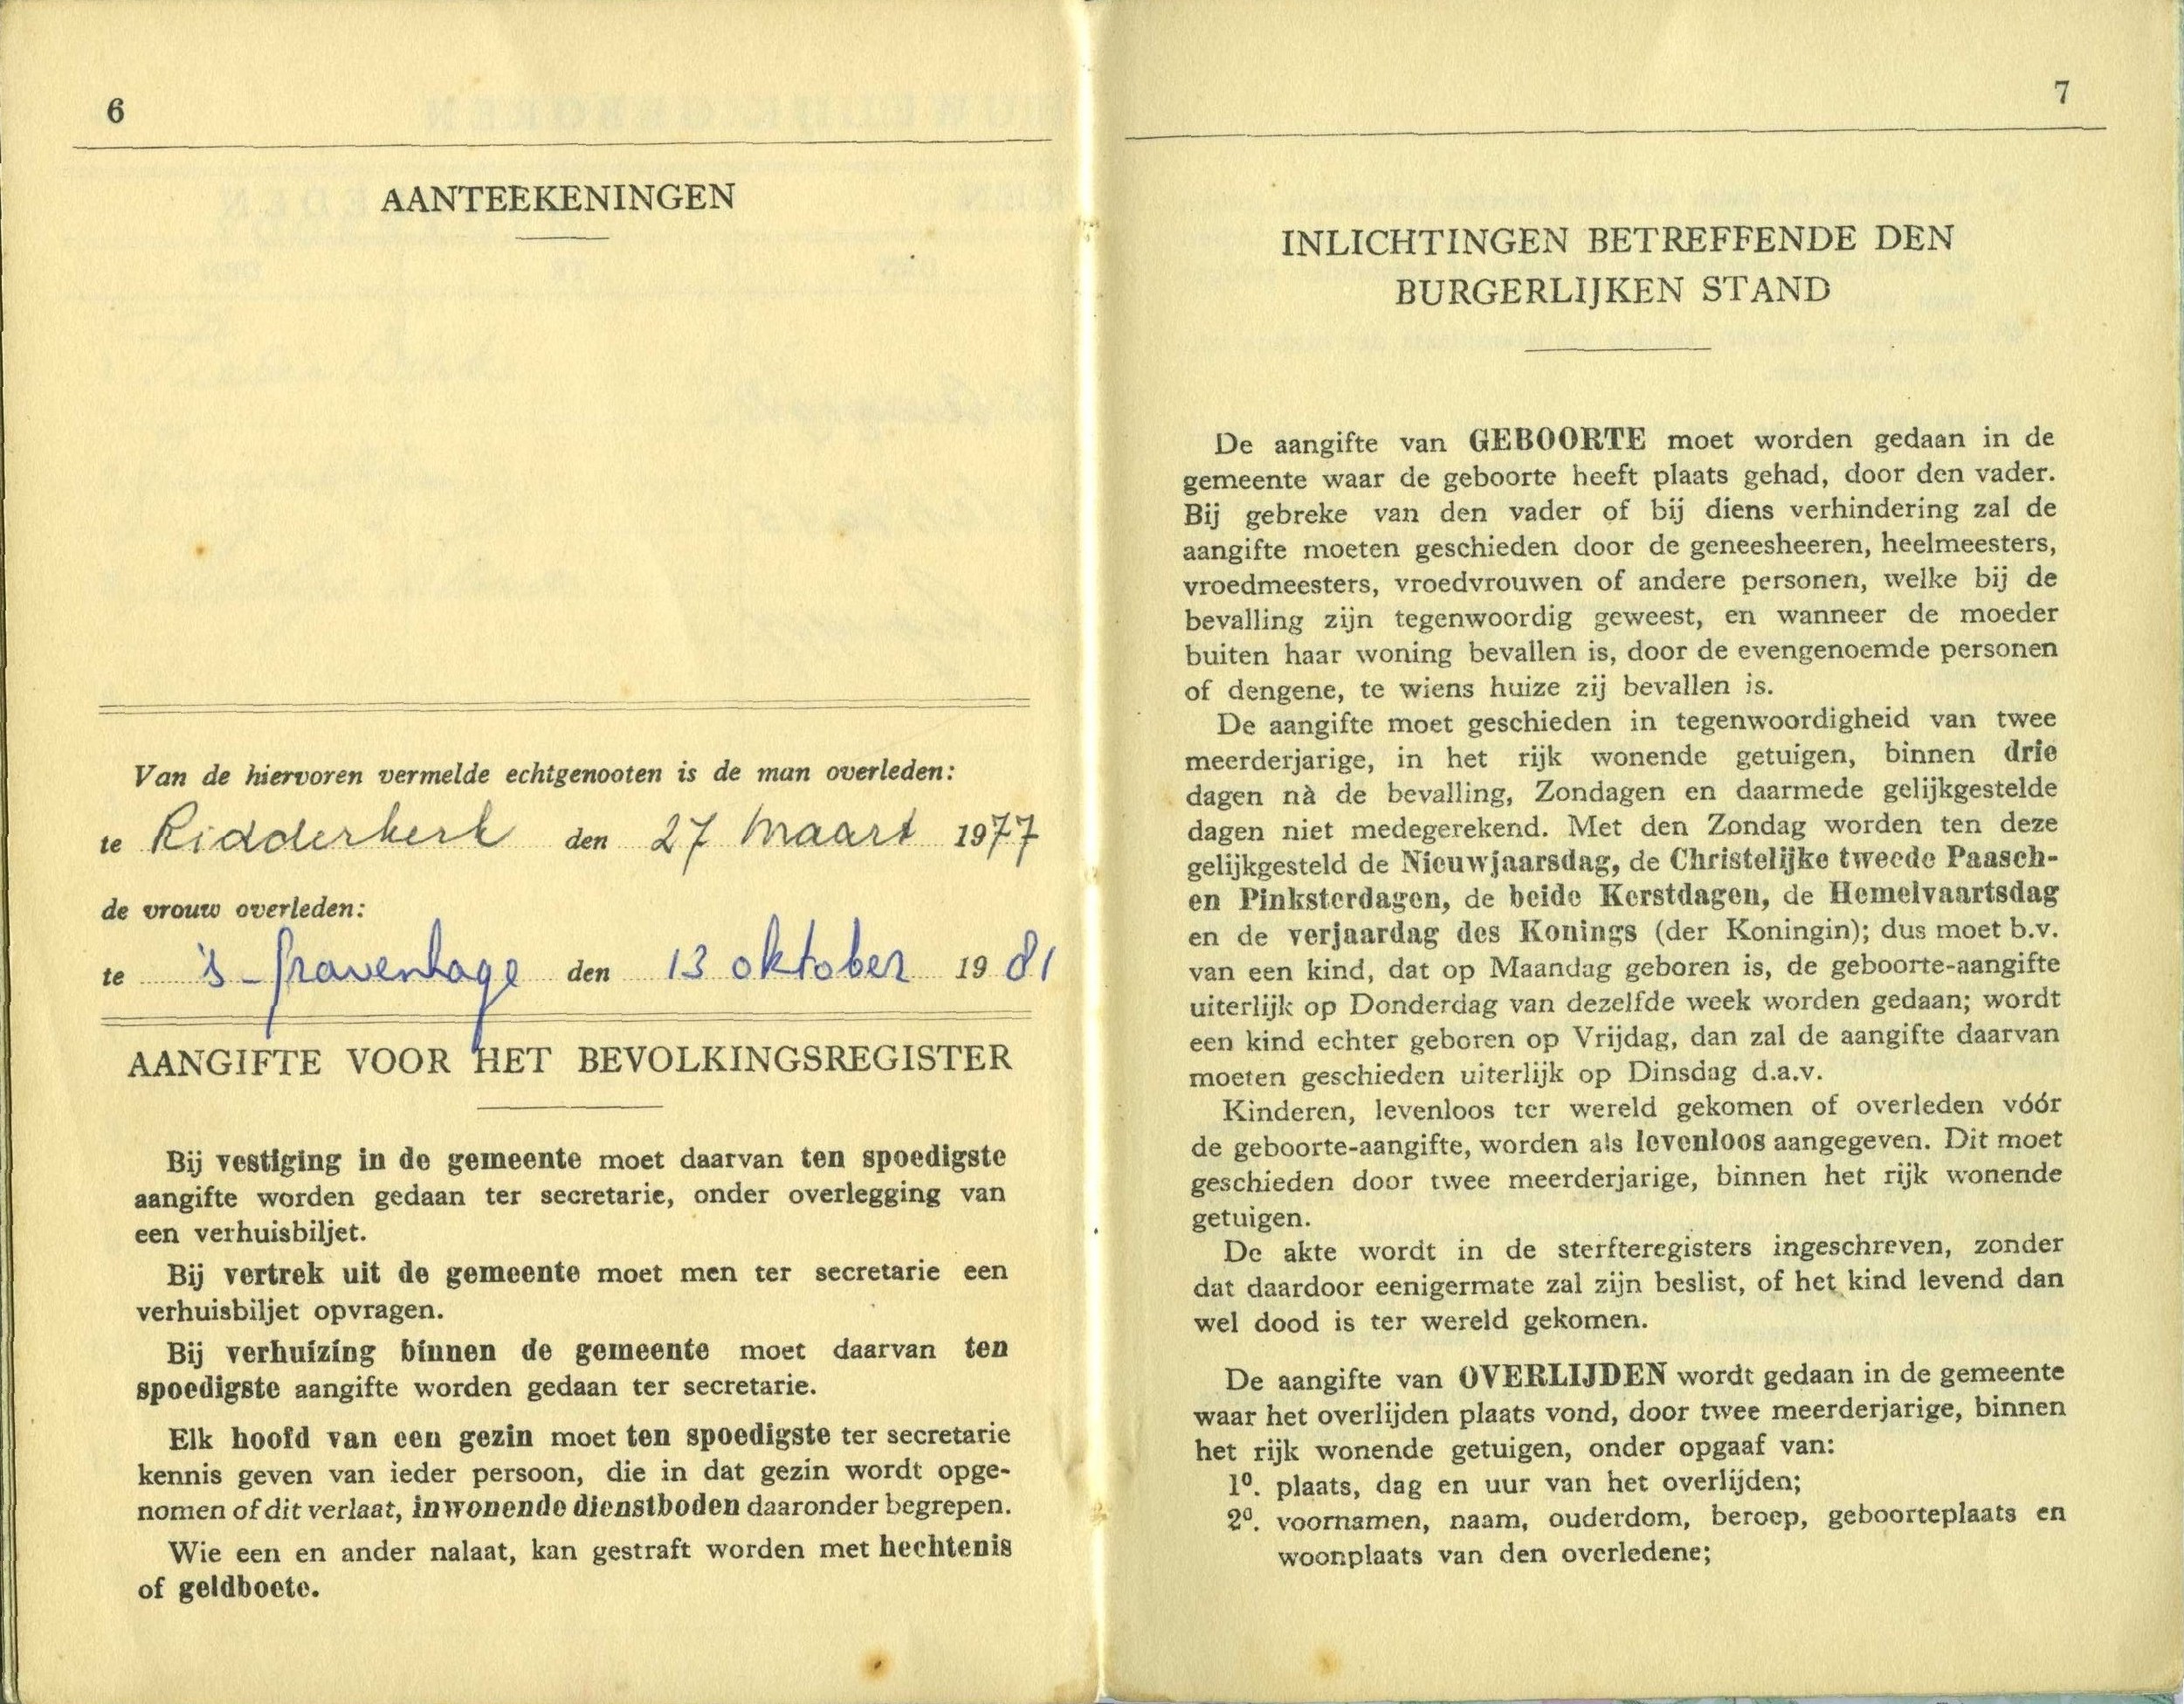 6
AANTEEKENINGEN
Van de hiervoren vermelde echtgenooten is de man overleden:
te Ridderkerk den 27 Maart 1977
de vrouw overleden:
te 's-Gravenhage den 13 oktober 1981
AANGIFTE VOOR HET BEVOLKINGSREGISTER
Bij vestiging in de gemeente moet daarvan ten spoedigste
aangifte worden gedaan ter secretarie, onder overlegging van
een verhuisbiljet.
Bij vertrek uit de gemeente moet men ter secretarie een
verhuisbiljet opvragen.
Bij verhuizing binnen de gemeente moet daarvan ten
spoedigste aangifte worden gedaan ter secretarie.
Elk hoofd van een gezin moet ten spoedigste ter secretarie
kennis geven van ieder persoon, die in dat gezin wordt opge-
nomen of dit verlaat, inwonende dienstboden daaronder begrepen.
Wie een en ander nalaat, kan gestraft worden met hechtenis
of geldboete.
7
INLICHTINGEN BETREFFENDE DEN
BURGERLIJKEN STAND
De aangifte van GEBOORTE moet worden gedaan in de
gemeente waar de geboorte heeft plaats gehad, door den vader.
Bij gebreke van den vader of bij diens verhindering zal de
aangifte moeten geschieden door de geneesheeren, heelmeesters,
vroedmeesters, vroedvrouwen of andere personen, welke bij de
bevalling zijn tegenwoordig geweest, en wanneer de moeder
buiten haar woning bevallen is, door de evengenoemde personen
of dengene, te wiens huize zij bevallen is.
De aangifte moet geschieden in tegenwoordigheid van twee
meerderjarige, in het rijk wonende getuigen, binnen drie
dagen nà de bevalling, Zondagen en daarmede gelijkgestelde
dagen niet medegerekend. Met den Zondag worden ten deze
gelijkgesteld de Nieuwjaarsdag, de Christelijke tweede Paasch-
en Pinksterdagen, de beide Kerstdagen, de Hemelvaartsdag
en de verjaardag des Konings (der Koningin); dus moet b.v.
van een kind, dat op Maandag geboren is, de geboorte-aangifte
uiterlijk op Donderdag van dezelfde week worden gedaan; wordt
een kind echter geboren op Vrijdag, dan zal de aangifte daarvan
moeten geschieden uiterlijk op Dinsdag d.a.v.
Kinderen, levenloos ter wereld gekomen of overleden vóór
de geboorte-aangifte, worden als levenloos aangegeven. Dit moet
geschieden door twee meerderjarige, binnen het rijk wonende
getuigen.
De akte wordt in de sterfteregisters ingeschreven, zonder
dat daardoor eenigermate zal zijn beslist, of het kind levend dan
wel dood is ter wereld gekomen.
De aangifte van OVERLIJDEN wordt gedaan in de gemeente
waar het overlijden plaats vond, door twee meerderjarige, binnen
het rijk wonende getuigen, onder opgaaf van:
1⁰. plaats, dag en uur van het overlijden;
2⁰. voornamen, naam, ouderdom, beroep, geboorteplaats en
woonplaats van den overledene;